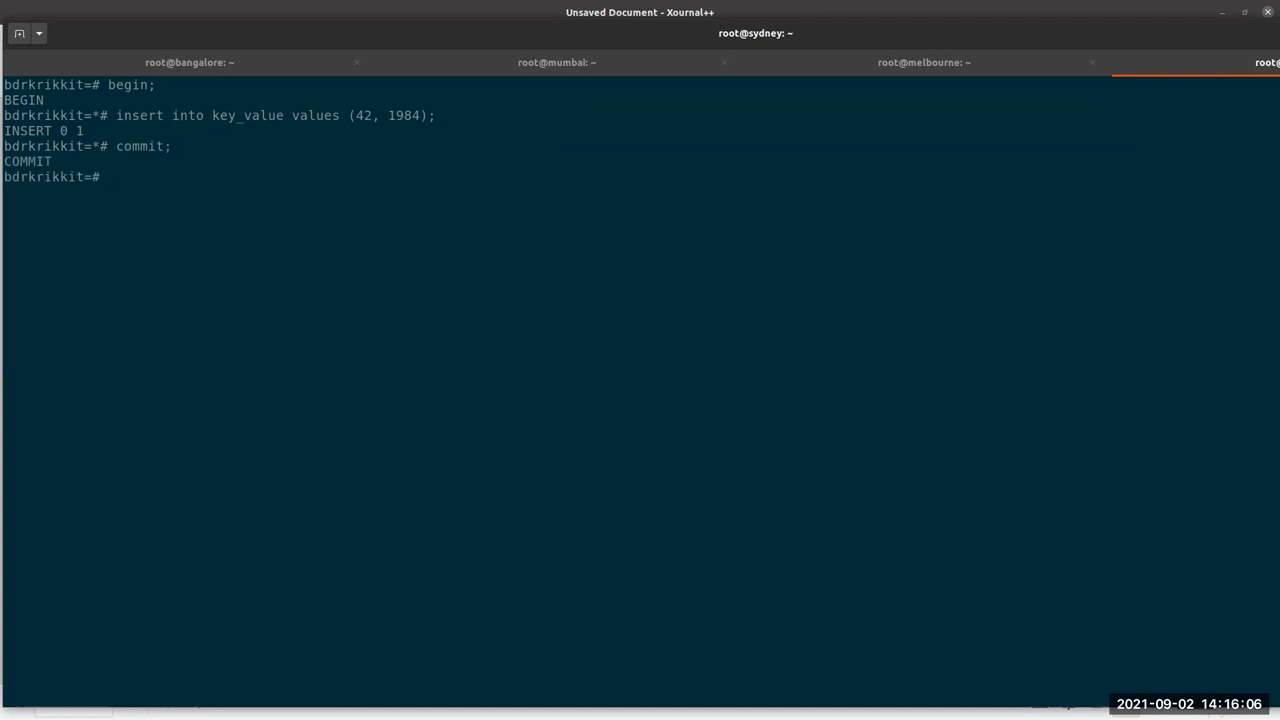 Unsaved Document - Xournal++
root@sydney: ~
root@bangalore: ~
root@mumbai: ~
root@melbourne: ~
root@
bdrkrikkit=# begin;
BEGIN
bdrkrikkit=*# insert into key_value values (42, 1984);
INSERT 0 1
bdrkrikkit=*# commit;
COMMIT
bdrkrikkit=#
2021-09-02 14:16:06